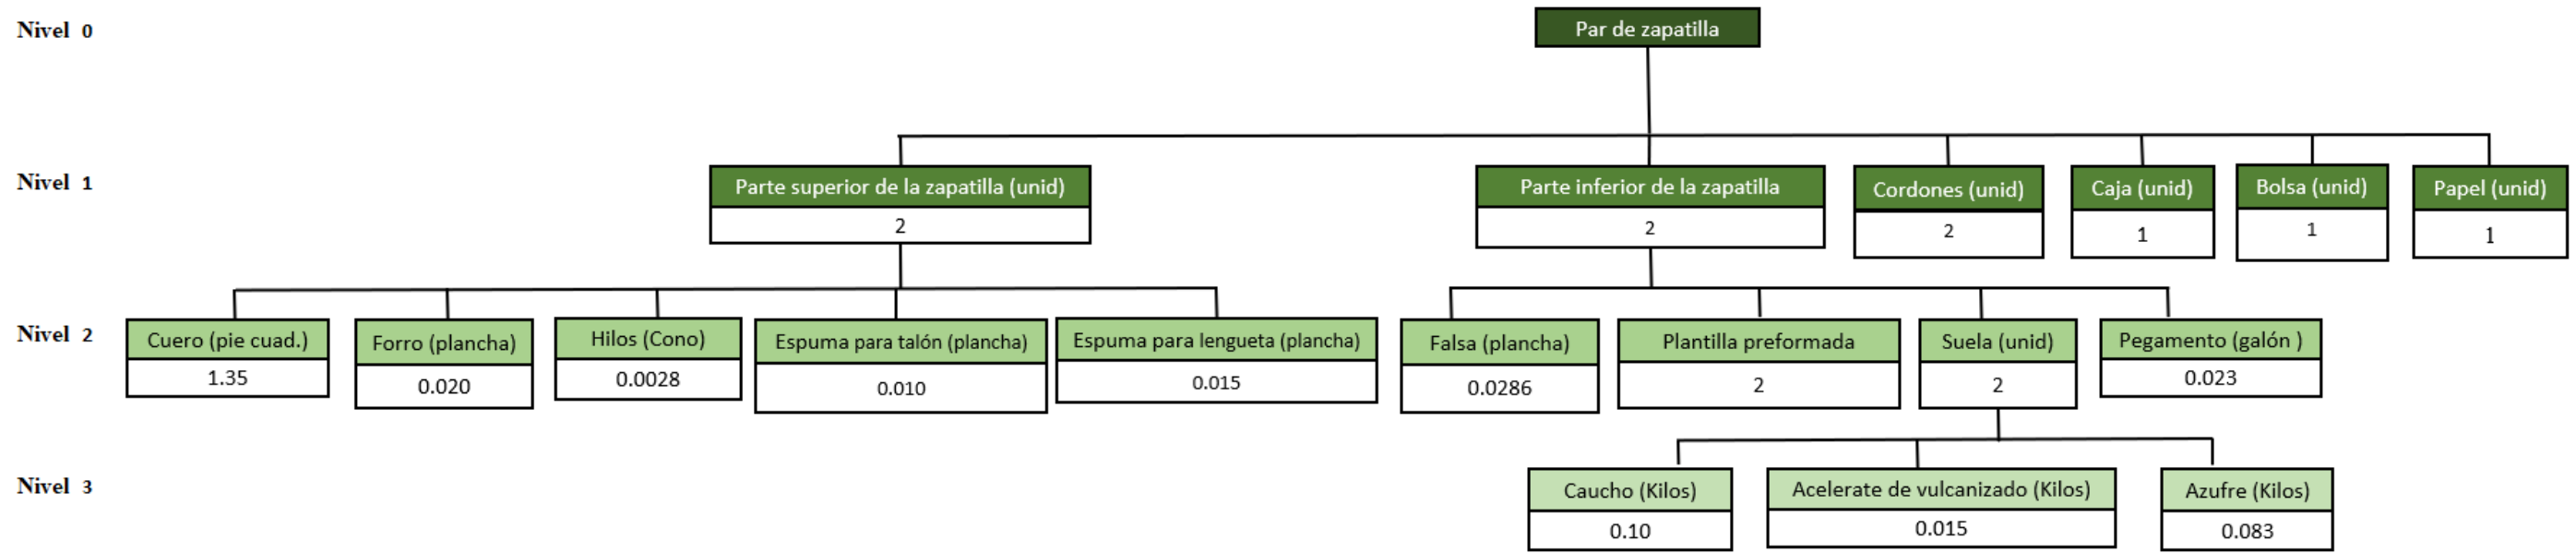 Nivel 0
Par de zapatilla
Nivel 1
Parte superior de la zapatilla (unid)
2
Parte inferior de la zapatilla
2
Cordones (unid)
2
Caja (unid)
1
Bolsa (unid)
1
Papel (unid)
1
Nivel 2
Cuero (pie cuad.)
1.35
Forro (plancha)
0.020
Hilos (Cono)
0.0028
Espuma para talón (plancha)
0.010
Espuma para lengueta (plancha)
0.015
Falsa (plancha)
0.0286
Plantilla preformada
2
Suela (unid)
2
Pegamento (galón )
0.023
Nivel 3
Caucho (Kilos)
0.10
Acelerate de vulcanizado (Kilos)
0.015
Azufre (Kilos)
0.083